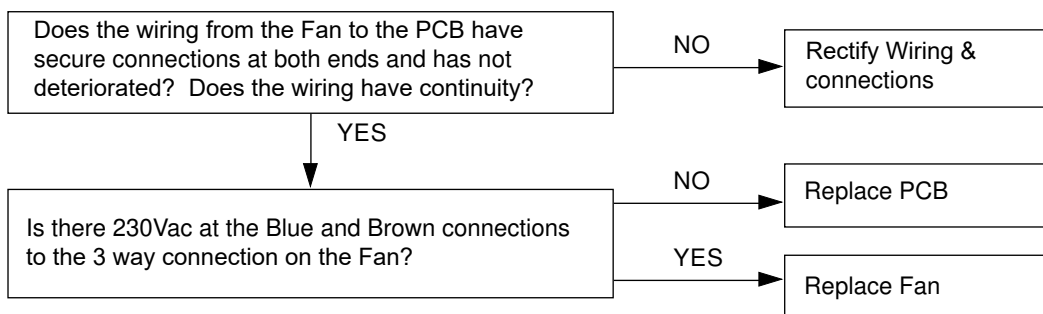 Does the wiring from the Fan to the PCB have
secure connections at both ends and has not
deteriorated?  Does the wiring have continuity?
NO
Rectify Wiring &
connections
YES
Is there 230Vac at the Blue and Brown connections
to the 3 way connection on the Fan?
NO
Replace PCB
YES
Replace Fan